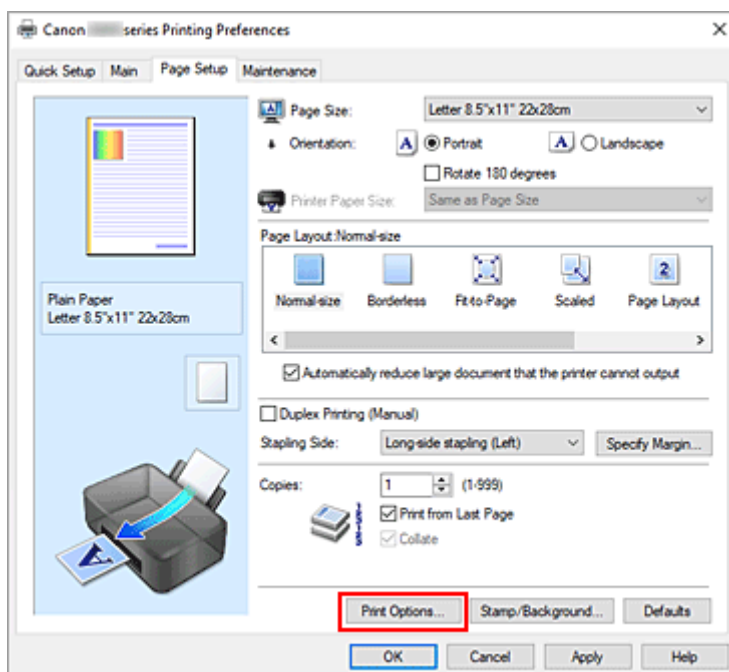 Canon series Printing Preferences
Quick Setup Main Page Setup Maintenance
Page Size: Letter 8.5"x11" 22x28cm
Orientation: A Portrait A Landscape
Rotate 180 degrees
Printer Paper Size: Same as Page Size
Page Layout:Normal-size
2
Normal-size Borderless Fit-to-Page Scaled Page Layout
Automatically reduce large document that the printer cannot output
Plain Paper
Letter 8.5"x11" 22x28cm
Duplex Printing (Manual)
Stapling Side: Long-side stapling (Left) Specify Margin...
Copies: 1 (1-999)
Print from Last Page
Collate
A
Print Options... Stamp/Background... Defaults
OK Cancel Apply Help